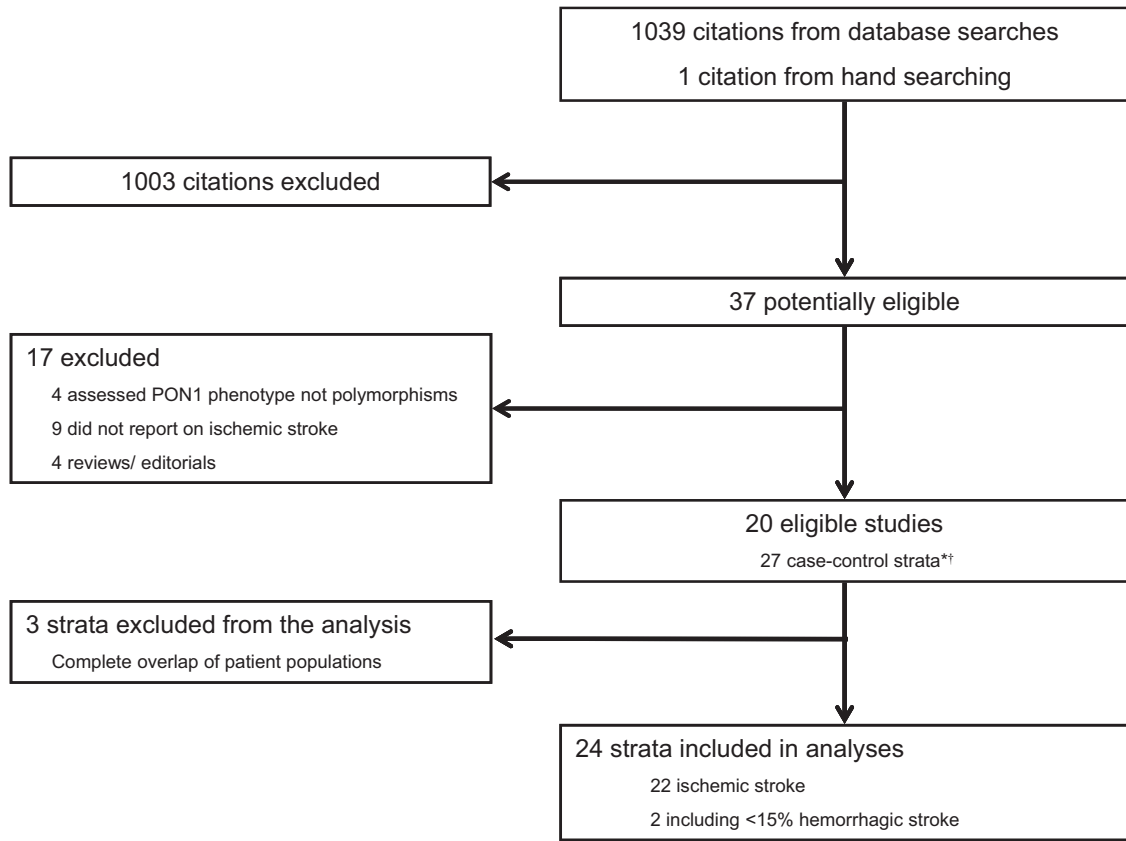 1039 citations from database searches
1 citation from hand searching
1003 citations excluded
37 potentially eligible
17 excluded
4 assessed PON1 phenotype not polymorphisms
9 did not report on ischemic stroke
4 reviews/ editorials
20 eligible studies
27 case-control strata*†
3 strata excluded from the analysis
Complete overlap of patient populations
24 strata included in analyses
22 ischemic stroke
2 including <15% hemorrhagic stroke